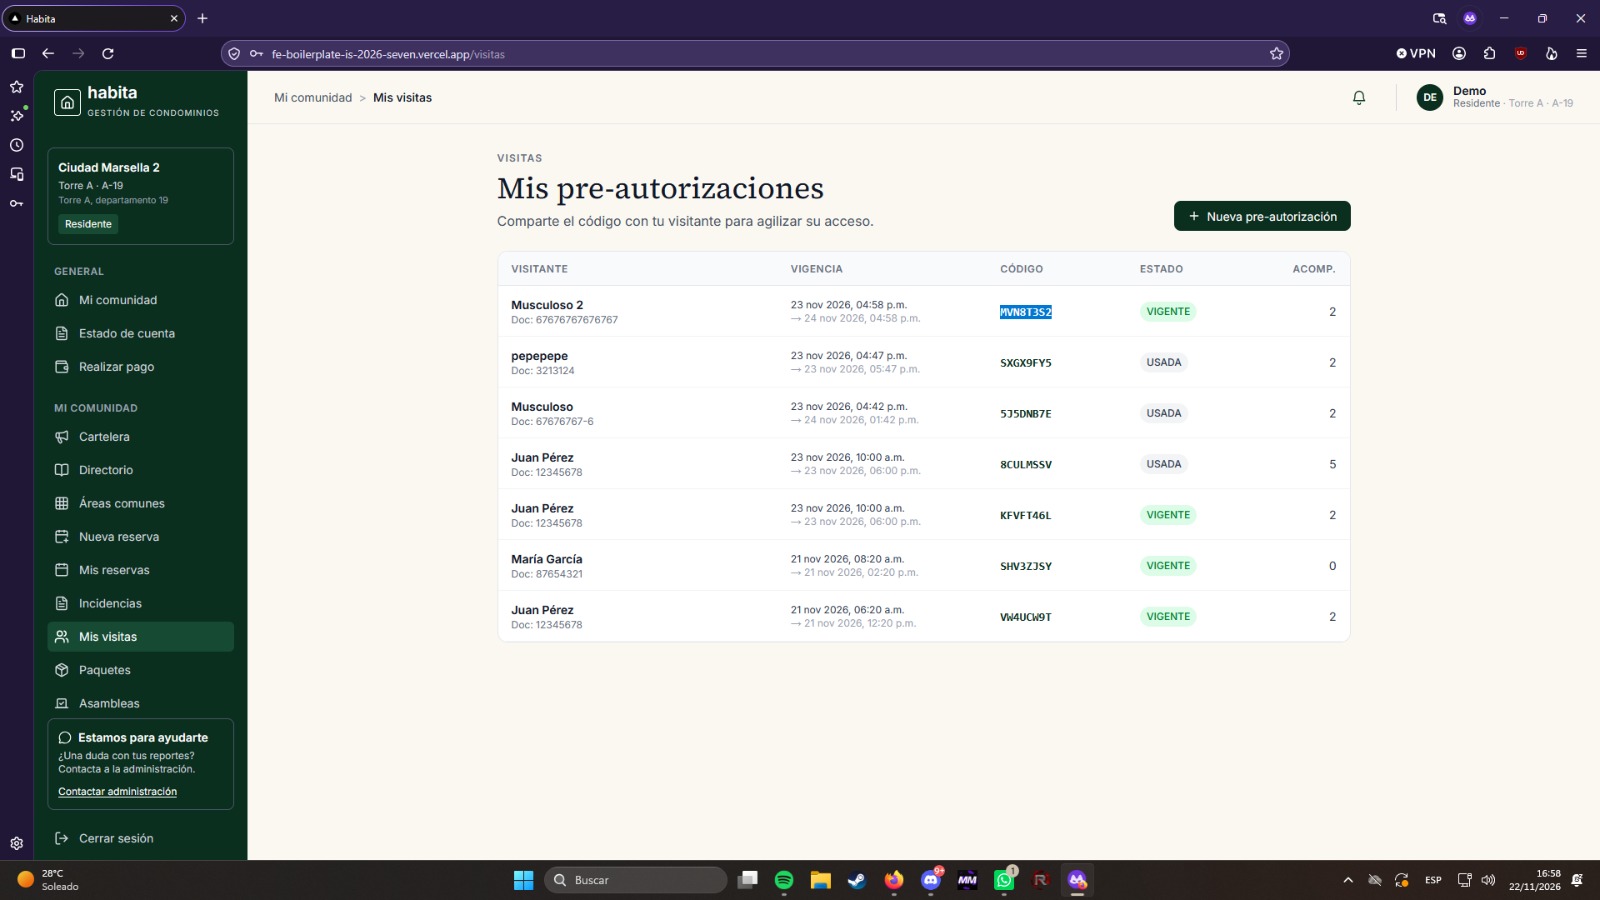 Habita
fe-boilerplate-is-2026-seven.vercel.app/visitas
VPN
habita
GESTIÓN DE CONDOMINIOS
Mi comunidad > Mis visitas
DE
Demo
Residente · Torre A · A-19
Ciudad Marsella 2
Torre A · A-19
Torre A, departamento 19
Residente
GENERAL
Mi comunidad
Estado de cuenta
Realizar pago
MI COMUNIDAD
Cartelera
Directorio
Áreas comunes
Nueva reserva
Mis reservas
Incidencias
Mis visitas
Paquetes
Asambleas
Estamos para ayudarte
¿Una duda con tus reportes?
Contacta a la administración.
Contactar administración
Cerrar sesión
VISITAS
Mis pre-autorizaciones
Comparte el código con tu visitante para agilizar su acceso.
+ Nueva pre-autorización
VISITANTE VIGENCIA CÓDIGO ESTADO ACOMP.
Musculoso 2 23 nov 2026, 04:58 p.m. MVN8T3S2 VIGENTE 2
Doc: 67676767676767 → 24 nov 2026, 04:58 p.m.
pepepepe 23 nov 2026, 04:47 p.m. SXGX9FY5 USADA 2
Doc: 3213124 → 23 nov 2026, 05:47 p.m.
Musculoso 23 nov 2026, 04:42 p.m. 5J5DNB7E USADA 2
Doc: 67676767-6 → 24 nov 2026, 01:42 p.m.
Juan Pérez 23 nov 2026, 10:00 a.m. 8CULMSSV USADA 5
Doc: 12345678 → 23 nov 2026, 06:00 p.m.
Juan Pérez 23 nov 2026, 10:00 a.m. KFVFT46L VIGENTE 2
Doc: 12345678 → 23 nov 2026, 06:00 p.m.
María García 21 nov 2026, 08:20 a.m. SHV3ZJSY VIGENTE 0
Doc: 87654321 → 21 nov 2026, 02:20 p.m.
Juan Pérez 21 nov 2026, 06:20 a.m. VW4UCW9T VIGENTE 2
Doc: 12345678 → 21 nov 2026, 12:20 p.m.
28°C
Soleado
Buscar
9+
MM
1
R
ESP
16:58
22/11/2026